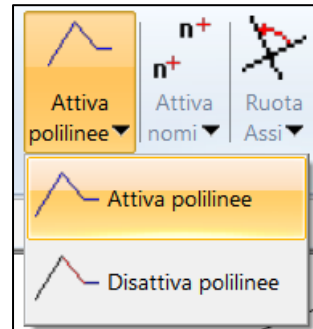 n+
n+
Attiva polilinee
Attiva nomi
Ruota Assi
Attiva polilinee
Disattiva polilinee